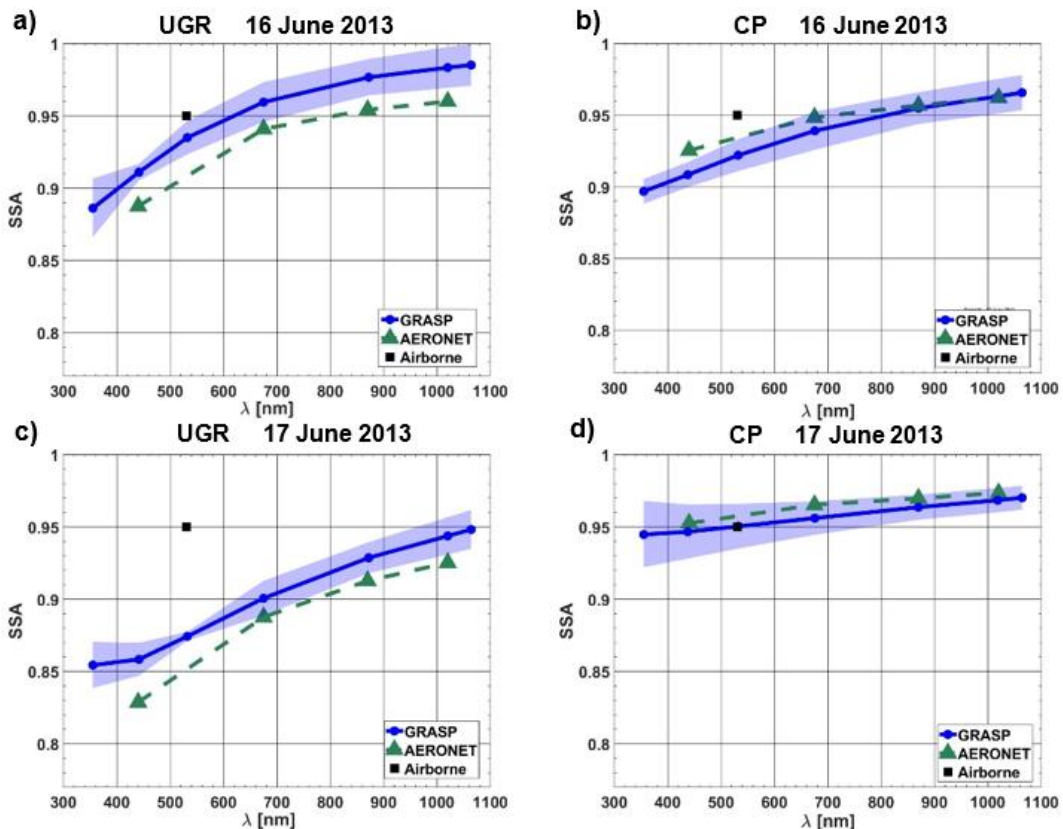 a) UGR 16 June 2013
1
0.95
0.9
0.85
0.8
SSA
300 400 500 600 700 800 900 1000 1100
λ [nm]
GRASP
AERONET
Airborne
b) CP 16 June 2013
1
0.95
0.9
0.85
0.8
SSA
300 400 500 600 700 800 900 1000 1100
λ [nm]
GRASP
AERONET
Airborne
c) UGR 17 June 2013
1
0.95
0.9
0.85
0.8
SSA
300 400 500 600 700 800 900 1000 1100
λ [nm]
GRASP
AERONET
Airborne
d) CP 17 June 2013
1
0.95
0.9
0.85
0.8
SSA
300 400 500 600 700 800 900 1000 1100
λ [nm]
GRASP
AERONET
Airborne